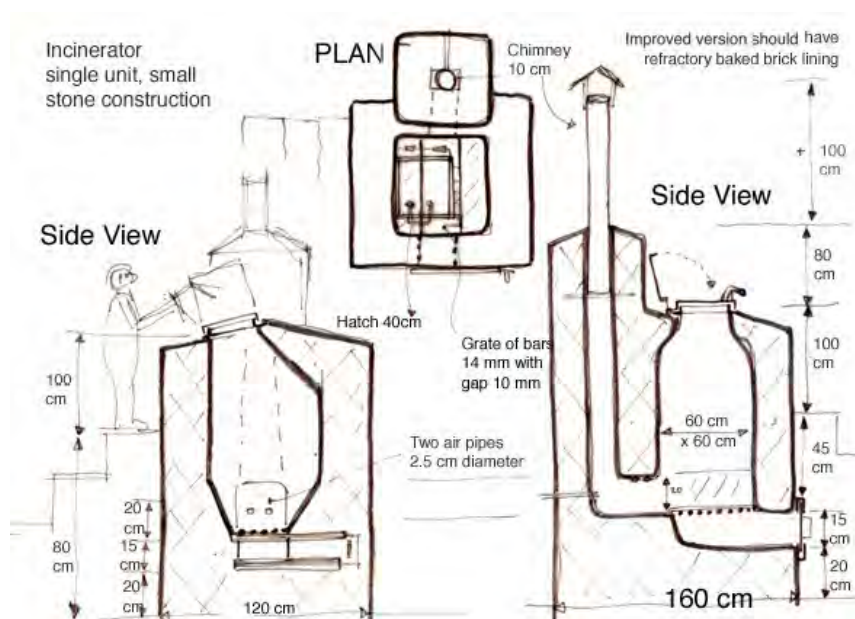 Incinerator
single unit, small
stone construction
PLAN
Chimney
10 cm
Improved version should have
refractory baked brick lining
100
cm
Side View
Side View
80
cm
Hatch 40cm
Grate of bars
14 mm with
gap 10 mm
100
cm
100
cm
60 cm
x 60 cm
45
cm
Two air pipes
2.5 cm diameter
20
20
cm
15
cm
80
cm
20
cm
15
cm
20
cm
120 cm
160 cm